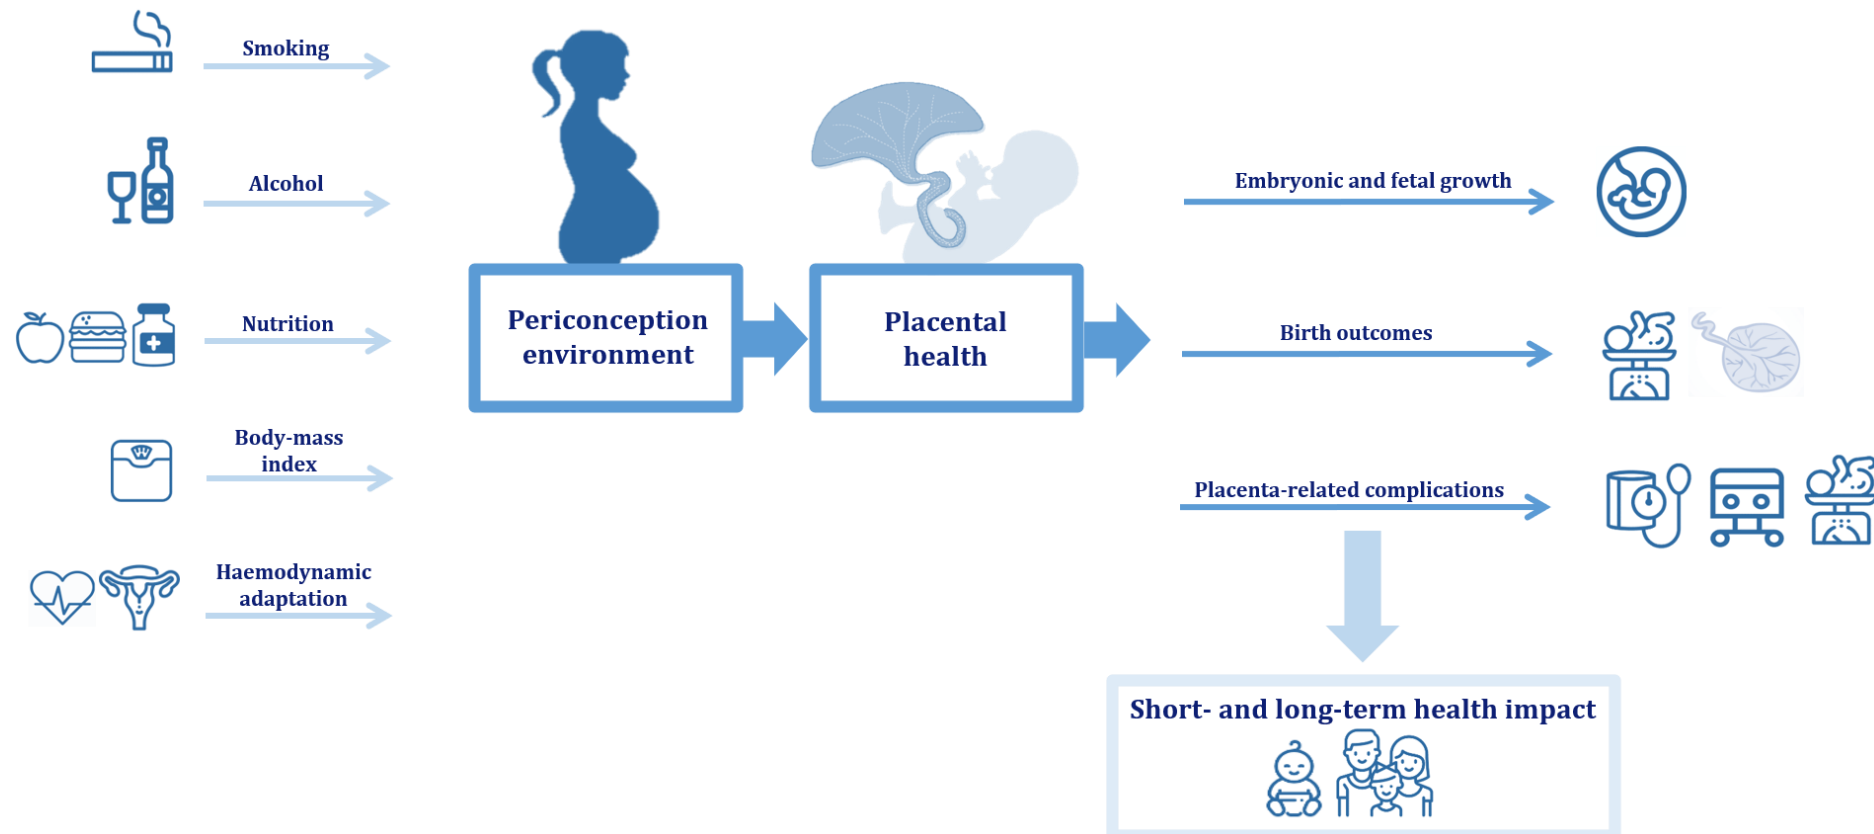 Smoking
Alcohol
Nutrition
Body-mass
index
Haemodynamic
adaptation
Periconception
environment
Placental
health
Embryonic and fetal growth
Birth outcomes
Placenta-related complications
Short- and long-term health impact